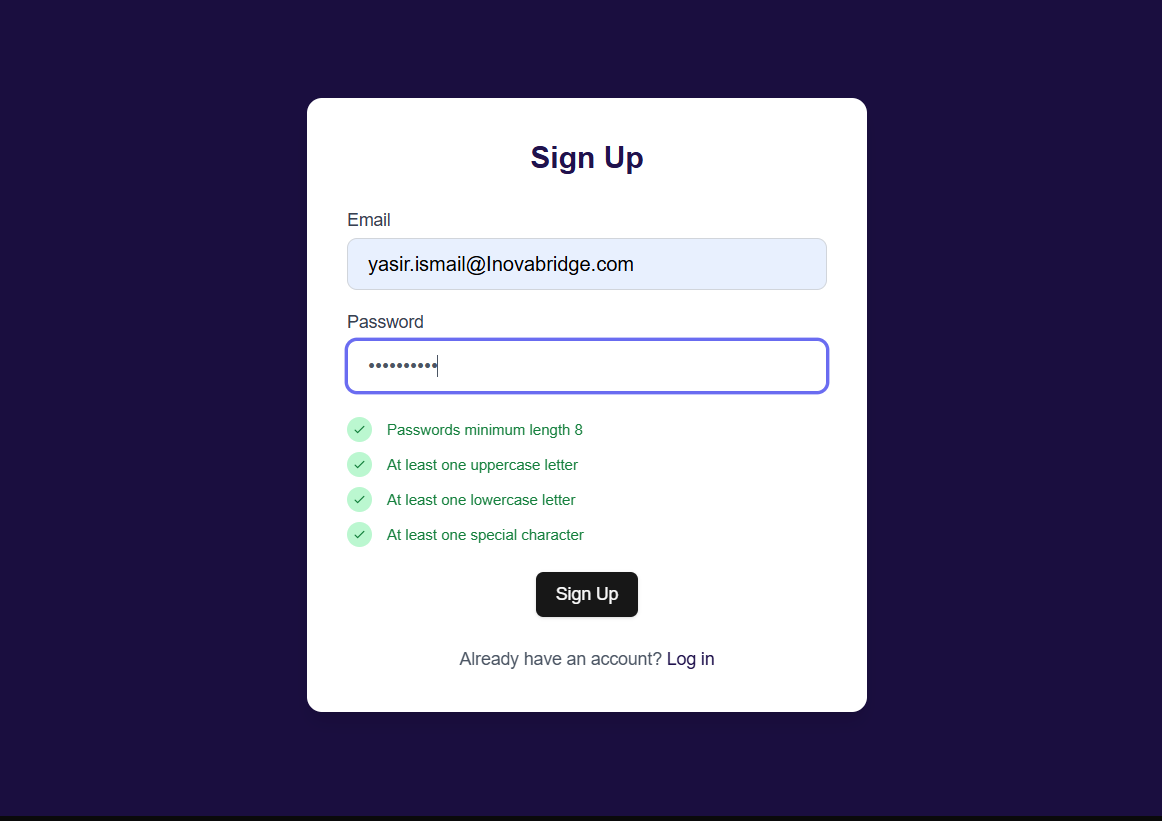 Sign Up
Email
yasir.ismail@Inovabridge.com
Password
••••••••••
Passwords minimum length 8
At least one uppercase letter
At least one lowercase letter
At least one special character
Sign Up
Already have an account? Log in